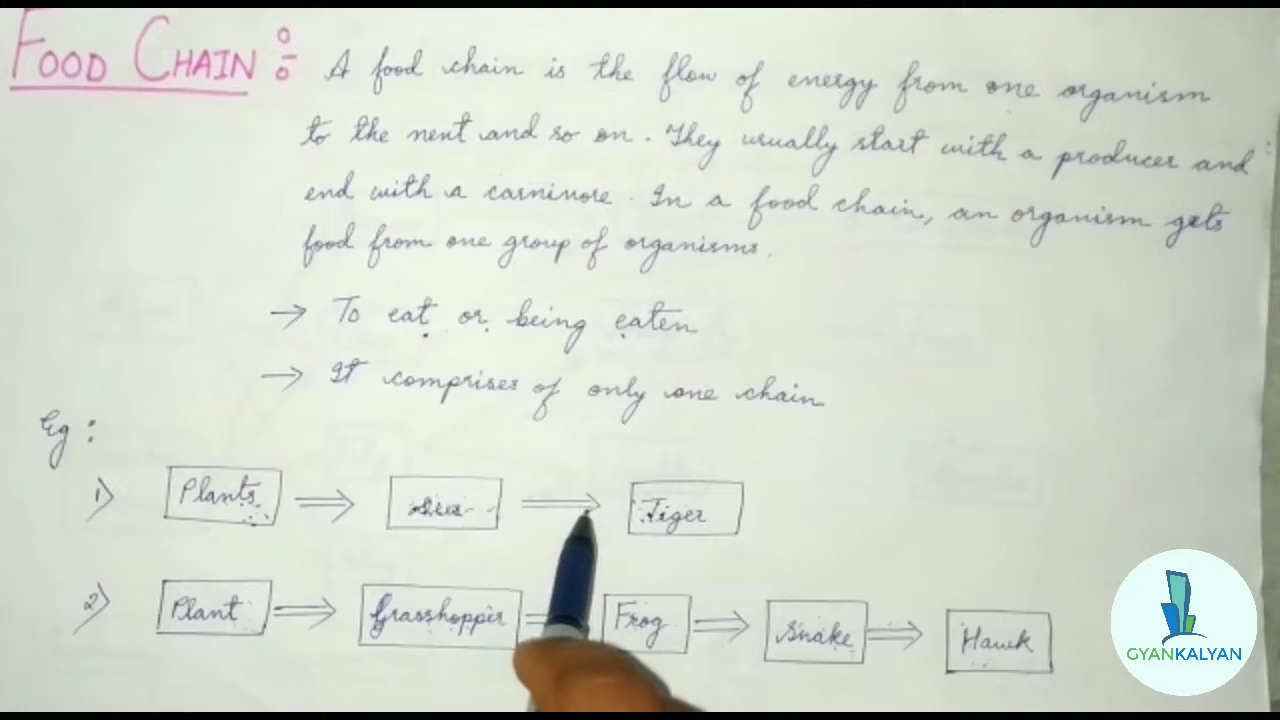 FOOD CHAIN :
A food chain is the flow of energy from one organism
to the nent and so on. They usually start with a producer and
end with a carninore. In a food chain, an organism gets
food from one group of organisms.
→ To eat or being eaten
→ It comprises of only one chain
Eg :
1) Plants ⇒ ⇒ Tiger
2) Plant ⇒ Grasshopper ⇒ Frog ⇒ Snake ⇒ Hawk
GYANKALYAN